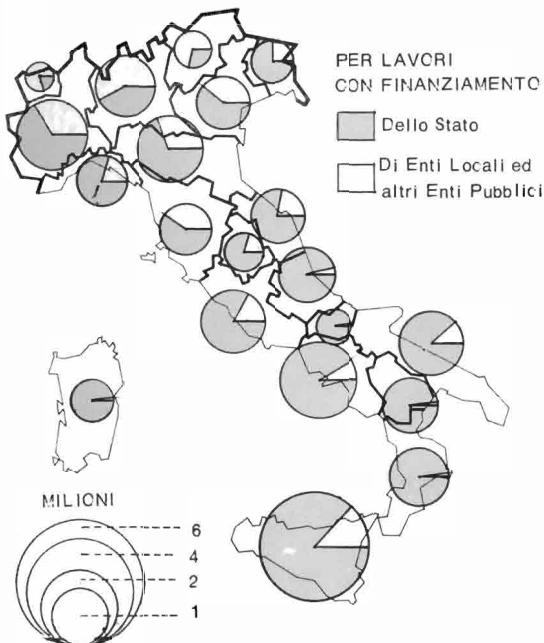 PER LAVORI
CON FINANZIAMENTO
Dello Stato
Di Enti Locali ed
altri Enti Pubblici
MILIONI
6
4
2
1